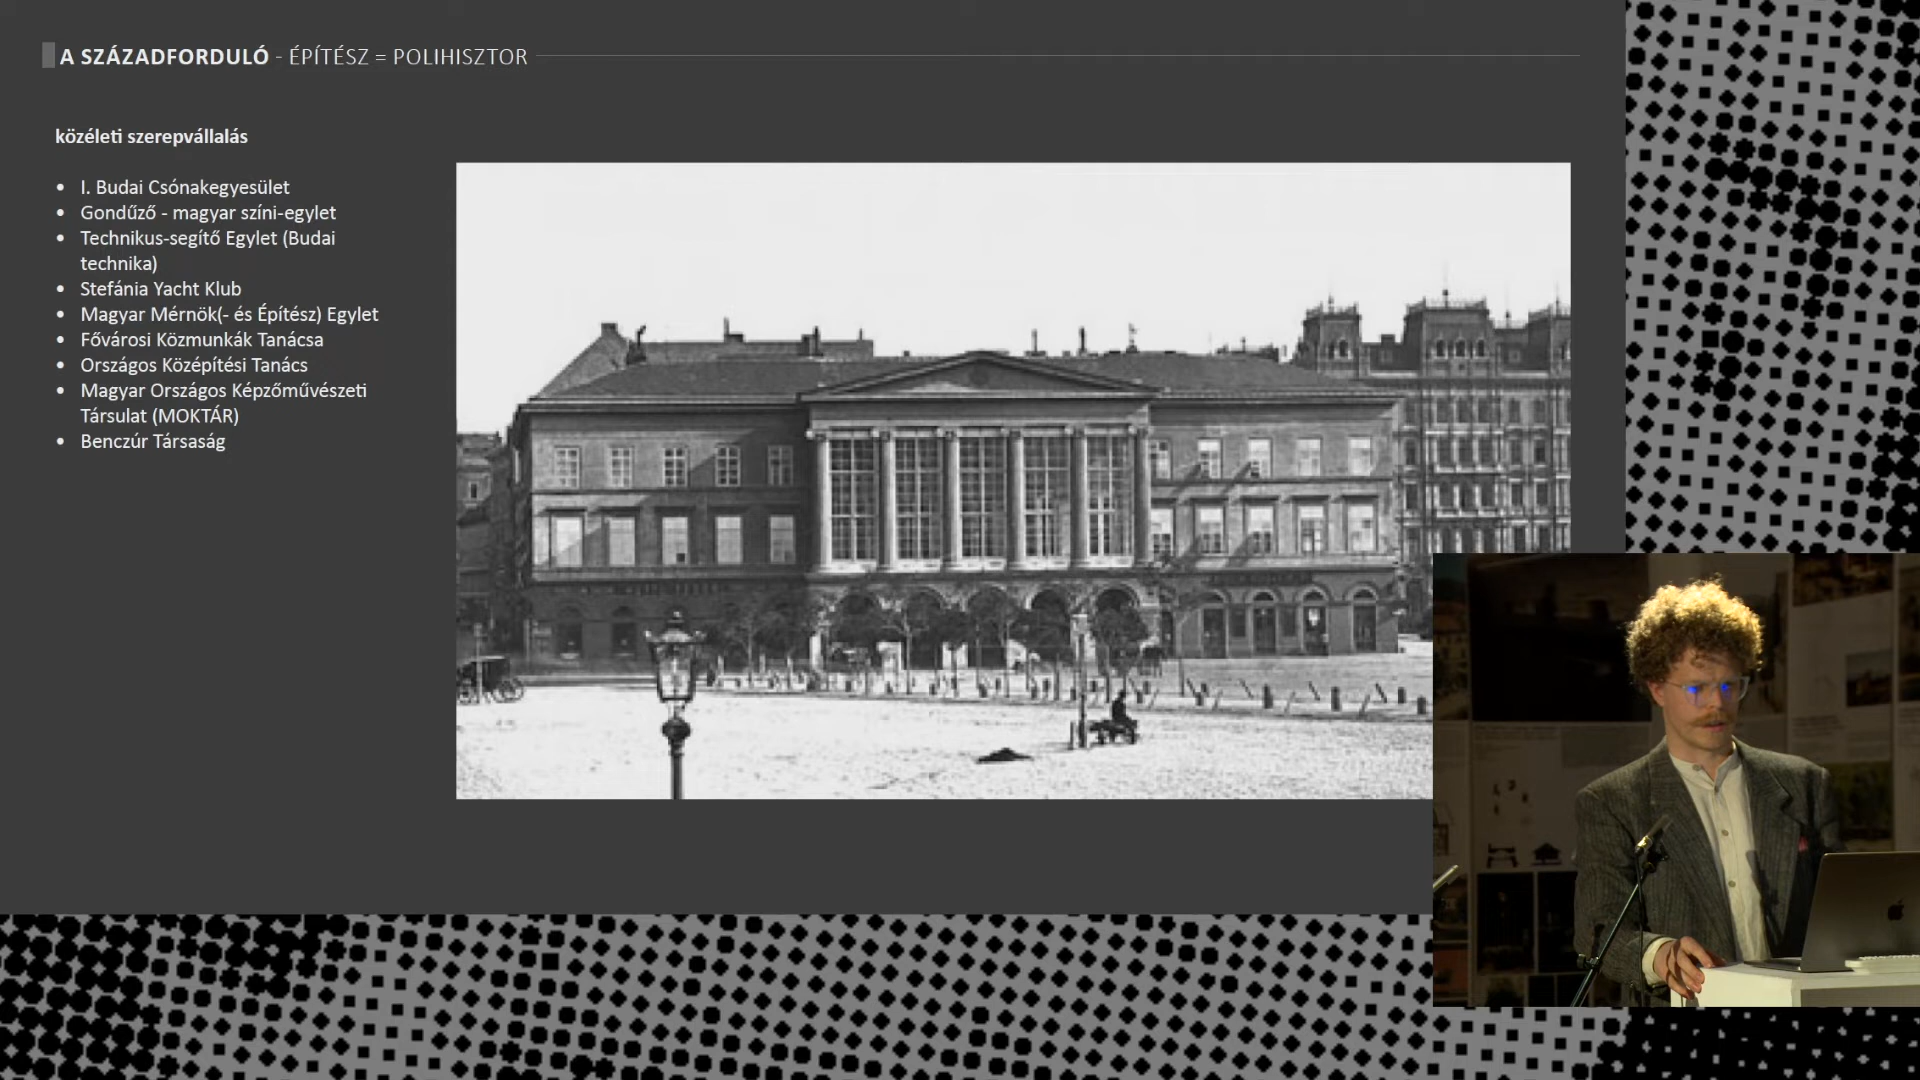 A SZÁZADFORDULÓ - ÉPÍTÉSZ = POLIHISZTOR
közéleti szerepvállalás
• I. Budai Csónakegyesület
• Gondűző - magyar színi-egylet
• Technikus-segítő Egylet (Budai
technika)
• Stefánia Yacht Klub
• Magyar Mérnök(- és Építész) Egylet
• Fővárosi Közmunkák Tanácsa
• Országos Középítési Tanács
• Magyar Országos Képzőművészeti
Társulat (MOKTÁR)
• Benczúr Társaság